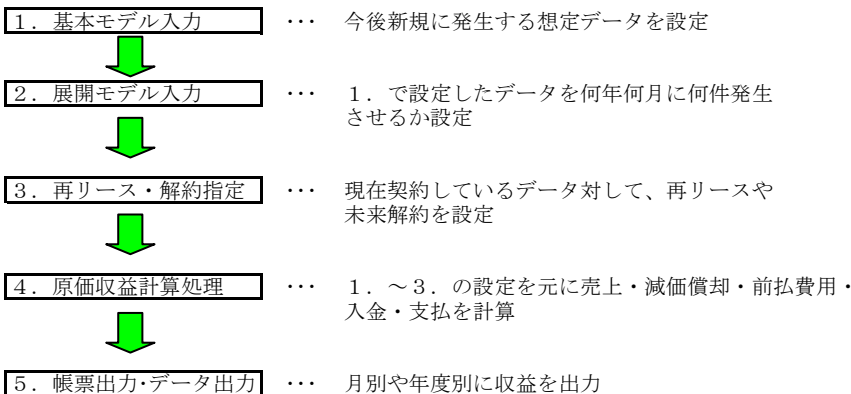 １．基本モデル入力　･･･　今後新規に発生する想定データを設定
２．展開モデル入力　･･･　１．で設定したデータを何年何月に何件発生
させるか設定
３．再リース・解約指定　･･･　現在契約しているデータ対して、再リースや
未来解約を設定
４．原価収益計算処理　･･･　１．～３．の設定を元に売上・減価償却・前払費用・
入金・支払を計算
５．帳票出力･データ出力　･･･　月別や年度別に収益を出力